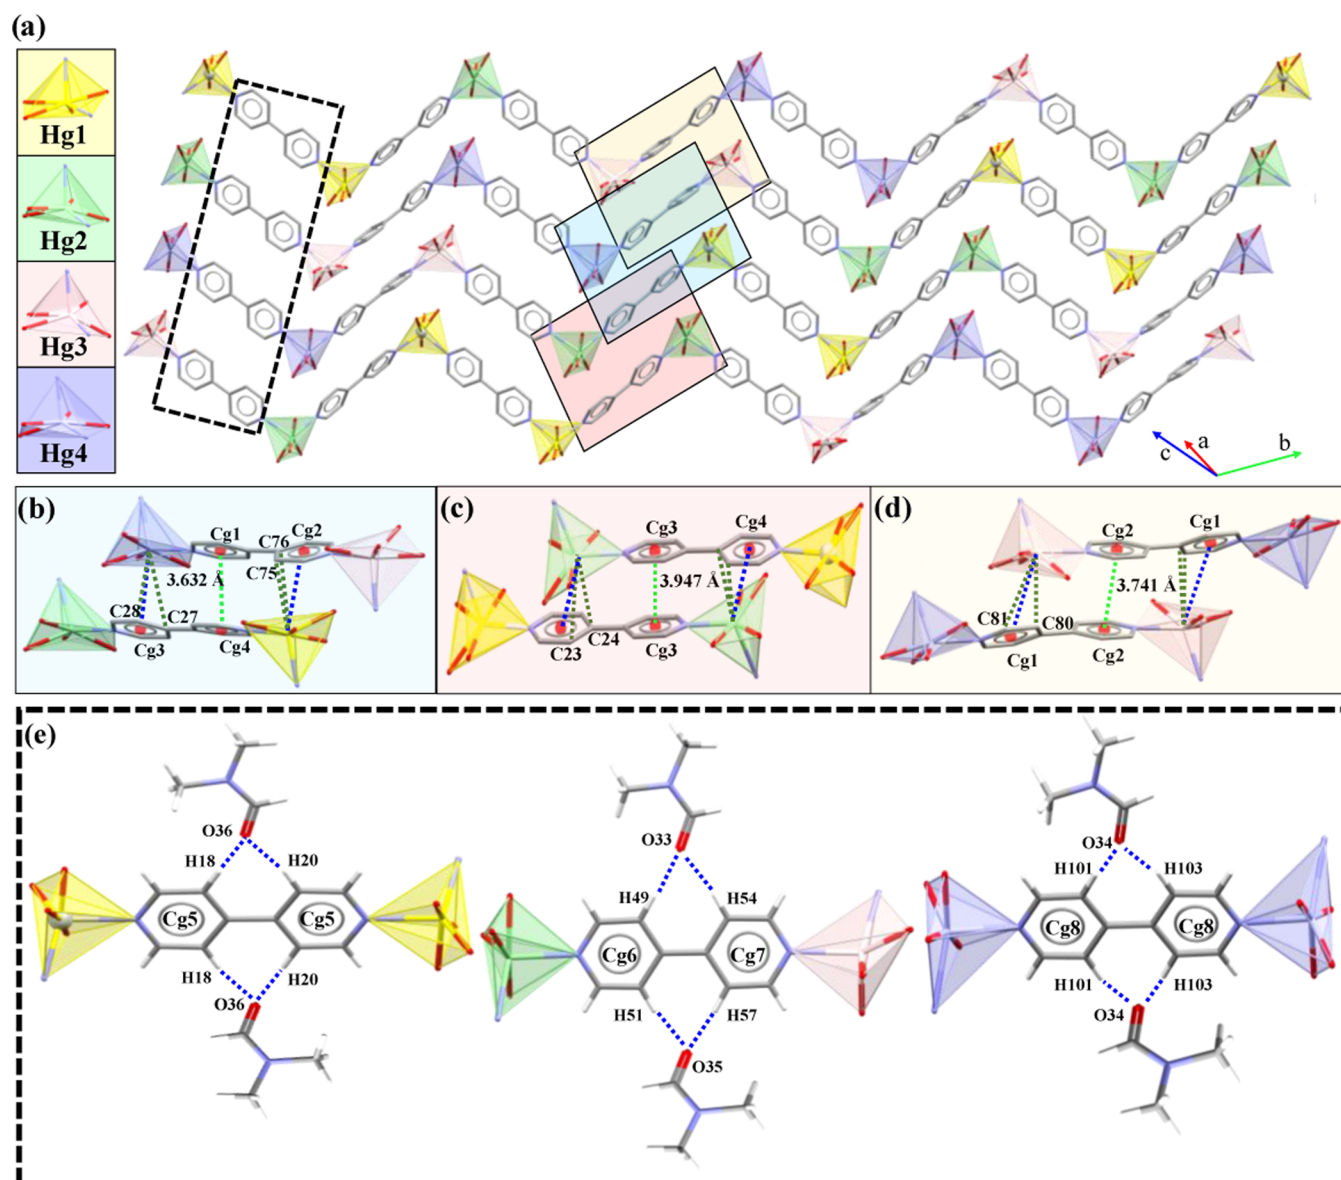 (a)
Hg1
Hg2
Hg3
Hg4
a
b
c
(b)
Cg1
C76
Cg2
C75
3.632 Å
C28
C27
Cg3
Cg4
(c)
Cg3
Cg4
3.947 Å
C23
C24
Cg3
(d)
Cg2
Cg1
3.741 Å
C81
C80
Cg1
Cg2
(e)
O36
H18
H20
Cg5
Cg5
H18
H20
O36
O33
H49
H54
Cg6
Cg7
H51
H57
O35
O34
H101
H103
Cg8
Cg8
H101
H103
O34